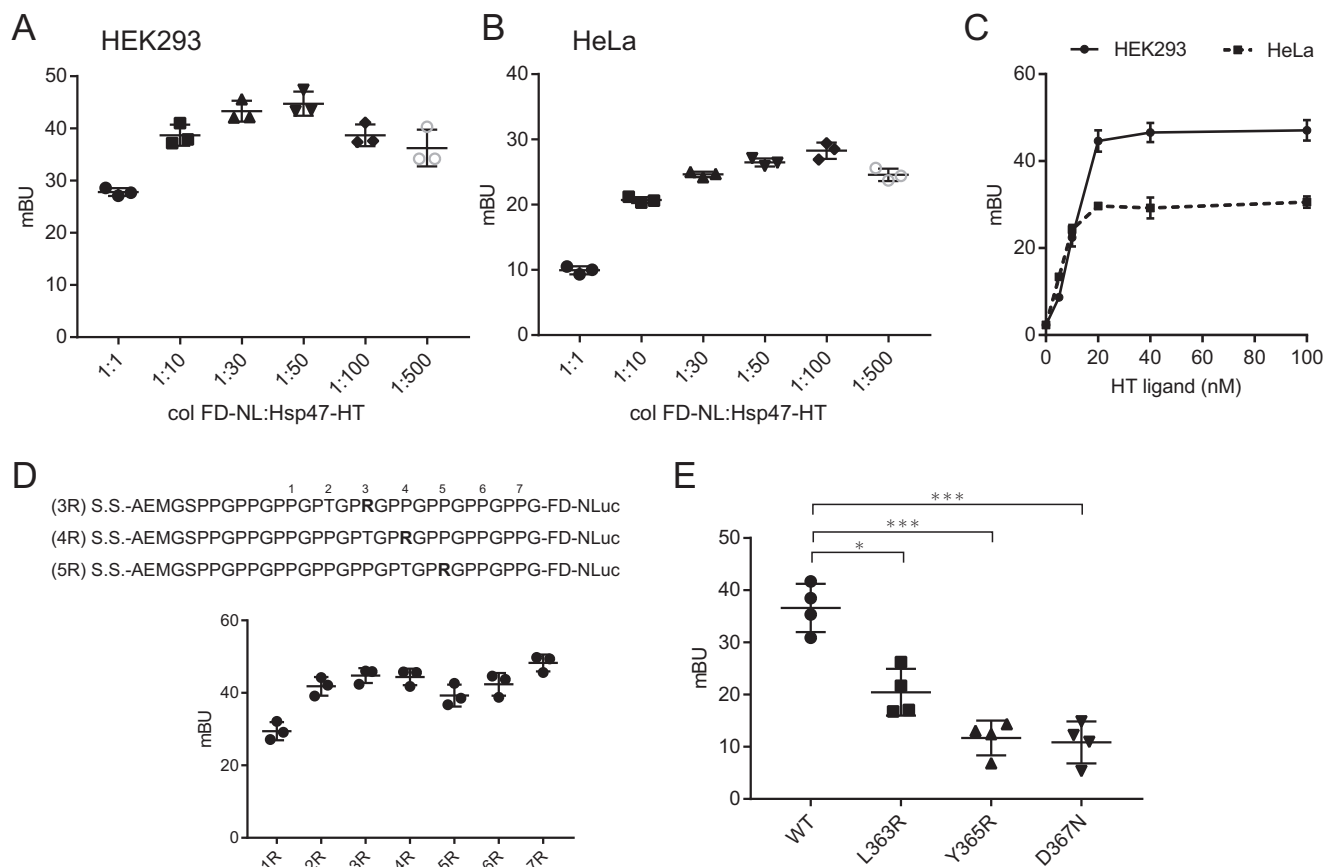 A
HEK293
50
40
30
20
10
0
mBU
1:1
1:10
1:30
1:50
1:100
1:500
col FD-NL:Hsp47-HT
B
HeLa
40
30
20
10
0
mBU
1:1
1:10
1:30
1:50
1:100
1:500
col FD-NL:Hsp47-HT
C
HEK293
HeLa
60
40
20
0
mBU
0 20 40 60 80 100
HT ligand (nM)
D
1 2 3 4 5 6 7
(3R) S.S.-AEMGSPPGPPGPPGPTGPRGPPGPPGPPGPPG-FD-NLuc
(4R) S.S.-AEMGSPPGPPGPPGPPGPTGPRGPPGPPGPPG-FD-NLuc
(5R) S.S.-AEMGSPPGPPGPPGPPGPPGPTGPRGPPGPPG-FD-NLuc
60
40
20
0
mBU
1R
2R
3R
4R
5R
6R
7R
E
***
***
*
50
40
30
20
10
0
mBU
WT
L363R
Y365R
D367N